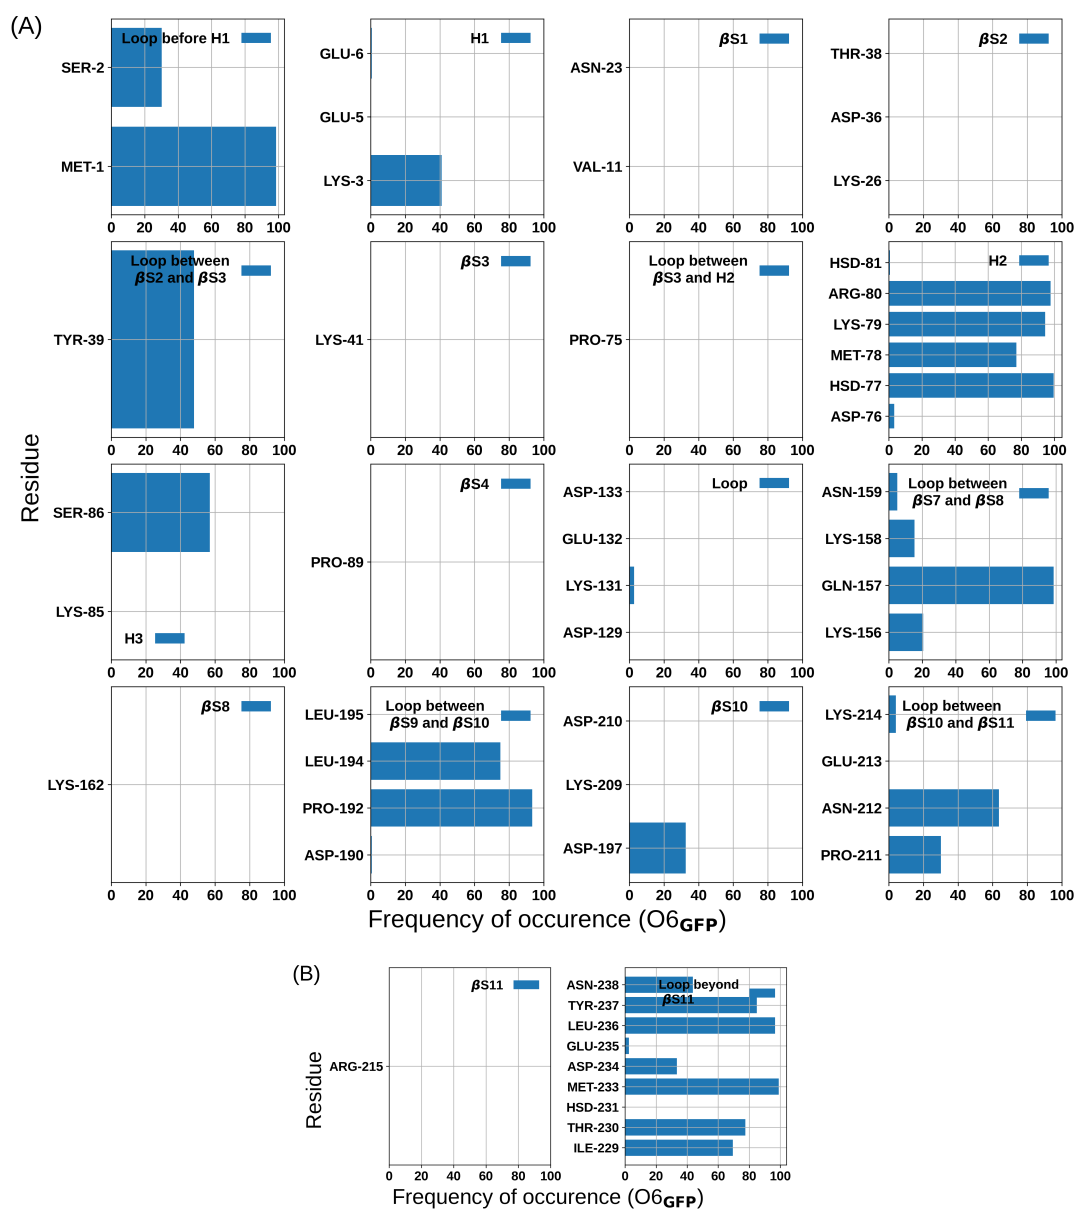 (A)
Residue
Loop before H1
SER-2
MET-1
0 20 40 60 80 100
H1
GLU-6
GLU-5
LYS-3
0 20 40 60 80 100
βS1
ASN-23
VAL-11
0 20 40 60 80 100
βS2
THR-38
ASP-36
LYS-26
0 20 40 60 80 100
Loop between
βS2 and βS3
TYR-39
0 20 40 60 80 100
βS3
LYS-41
0 20 40 60 80 100
Loop between
βS3 and H2
PRO-75
0 20 40 60 80 100
H2
HSD-81
ARG-80
LYS-79
MET-78
HSD-77
ASP-76
0 20 40 60 80 100
SER-86
LYS-85
H3
0 20 40 60 80 100
βS4
PRO-89
0 20 40 60 80 100
Loop
ASP-133
GLU-132
LYS-131
ASP-129
0 20 40 60 80 100
Loop between
βS7 and βS8
ASN-159
LYS-158
GLN-157
LYS-156
0 20 40 60 80 100
βS8
LYS-162
0 20 40 60 80 100
Loop between
βS9 and βS10
LEU-195
LEU-194
PRO-192
ASP-190
0 20 40 60 80 100
βS10
ASP-210
LYS-209
ASP-197
0 20 40 60 80 100
Loop between
βS10 and βS11
LYS-214
GLU-213
ASN-212
PRO-211
0 20 40 60 80 100
Frequency of occurence (O6GFP)
(B)
Residue
βS11
ARG-215
0 20 40 60 80 100
Loop beyond
βS11
ASN-238
TYR-237
LEU-236
GLU-235
ASP-234
MET-233
HSD-231
THR-230
ILE-229
0 20 40 60 80 100
Frequency of occurence (O6GFP)